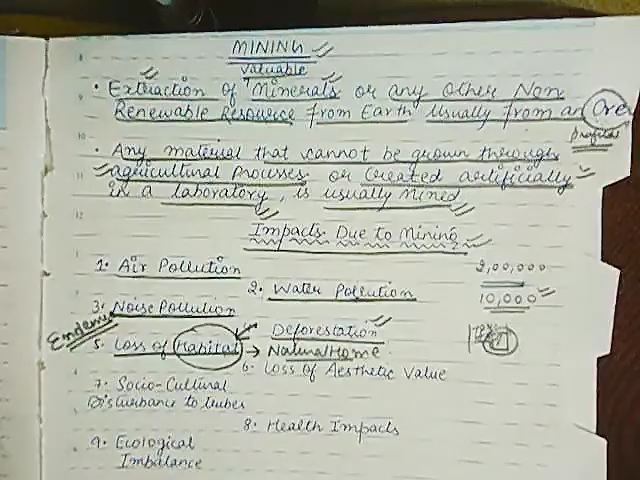 MINING
Valuable
• Extraction of Minerals or any other Non
Renewable Resource from Earth Usually from an Ore
profitab
• Any material that cannot be grown through
agricultural processes or created artificially
in a laboratory, is usually mined
Impacts Due to Mining
1. Air Pollution
2,00,000
2. Water Pollution
10,000
3. Noise Pollution
Endemic
Deforestation
5. Loss of Habitat → Natural Home
6. Loss of Aesthetic Value
7. Socio-Cultural
Disturbance to tribes
8. Health Impacts
9. Ecological
Imbalance